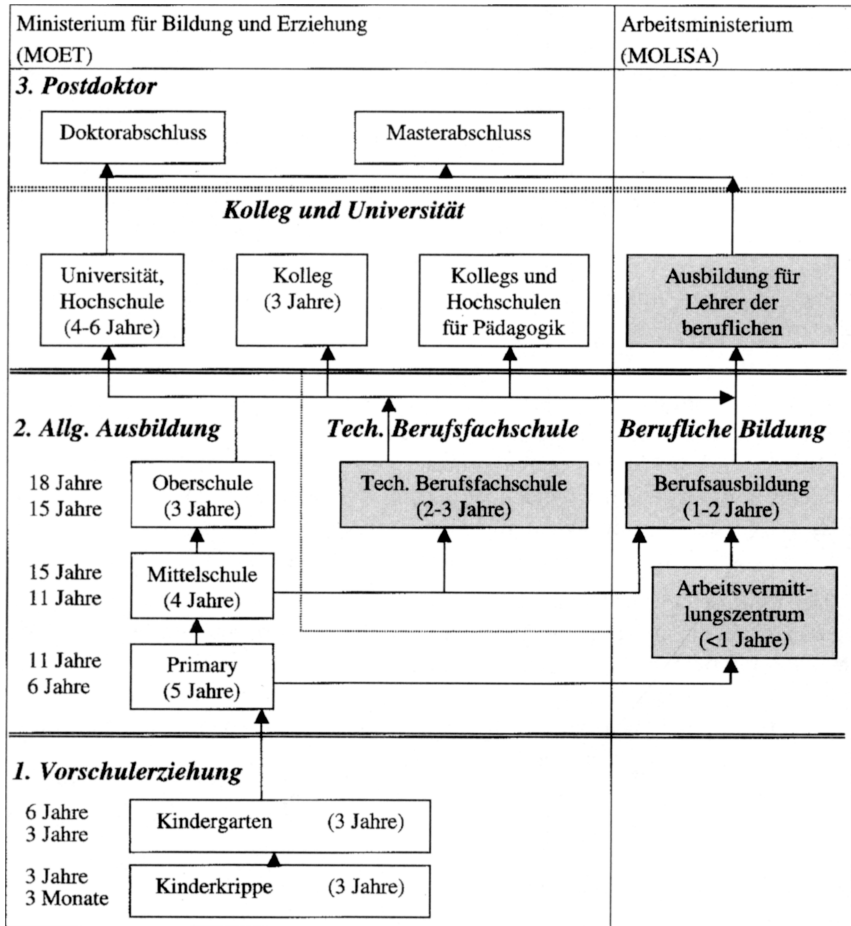 Ministerium für Bildung und Erziehung
(MOET)
Arbeitsministerium
(MOLISA)
3. Postdoktor
Doktorabschluss
Masterabschluss
Kolleg und Universität
Universität,
Hochschule
(4-6 Jahre)
Kolleg
(3 Jahre)
Kollegs und
Hochschulen
für Pädagogik
Ausbildung für
Lehrer der
beruflichen
2. Allg. Ausbildung
Tech. Berufsfachschule
Berufliche Bildung
18 Jahre
15 Jahre
Oberschule
(3 Jahre)
Tech. Berufsfachschule
(2-3 Jahre)
Berufsausbildung
(1-2 Jahre)
15 Jahre
11 Jahre
Mittelschule
(4 Jahre)
Arbeitsvermitt-
lungszentrum
(<1 Jahre)
11 Jahre
6 Jahre
Primary
(5 Jahre)
1. Vorschulerziehung
6 Jahre
3 Jahre
Kindergarten (3 Jahre)
3 Jahre
3 Monate
Kinderkrippe (3 Jahre)